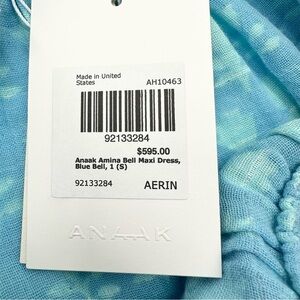 Made in United
States
AH10463
92133284
$595.00
Anaak Amina Bell Maxi Dress,
Blue Bell, 1 (S)
92133284 AERIN
ANAAK